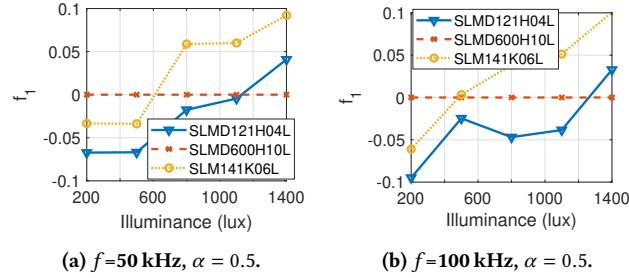 0.1
0.05
0
-0.05
-0.1
f1
200
600
1000
1400
Illuminance (lux)
SLMD121H04L
SLMD600H10L
SLM141K06L
(a) f=50 kHz, α = 0.5.
0.1
0.05
0
-0.05
-0.1
f1
200
600
1000
1400
Illuminance (lux)
SLMD121H04L
SLMD600H10L
SLM141K06L
(b) f=100 kHz, α = 0.5.